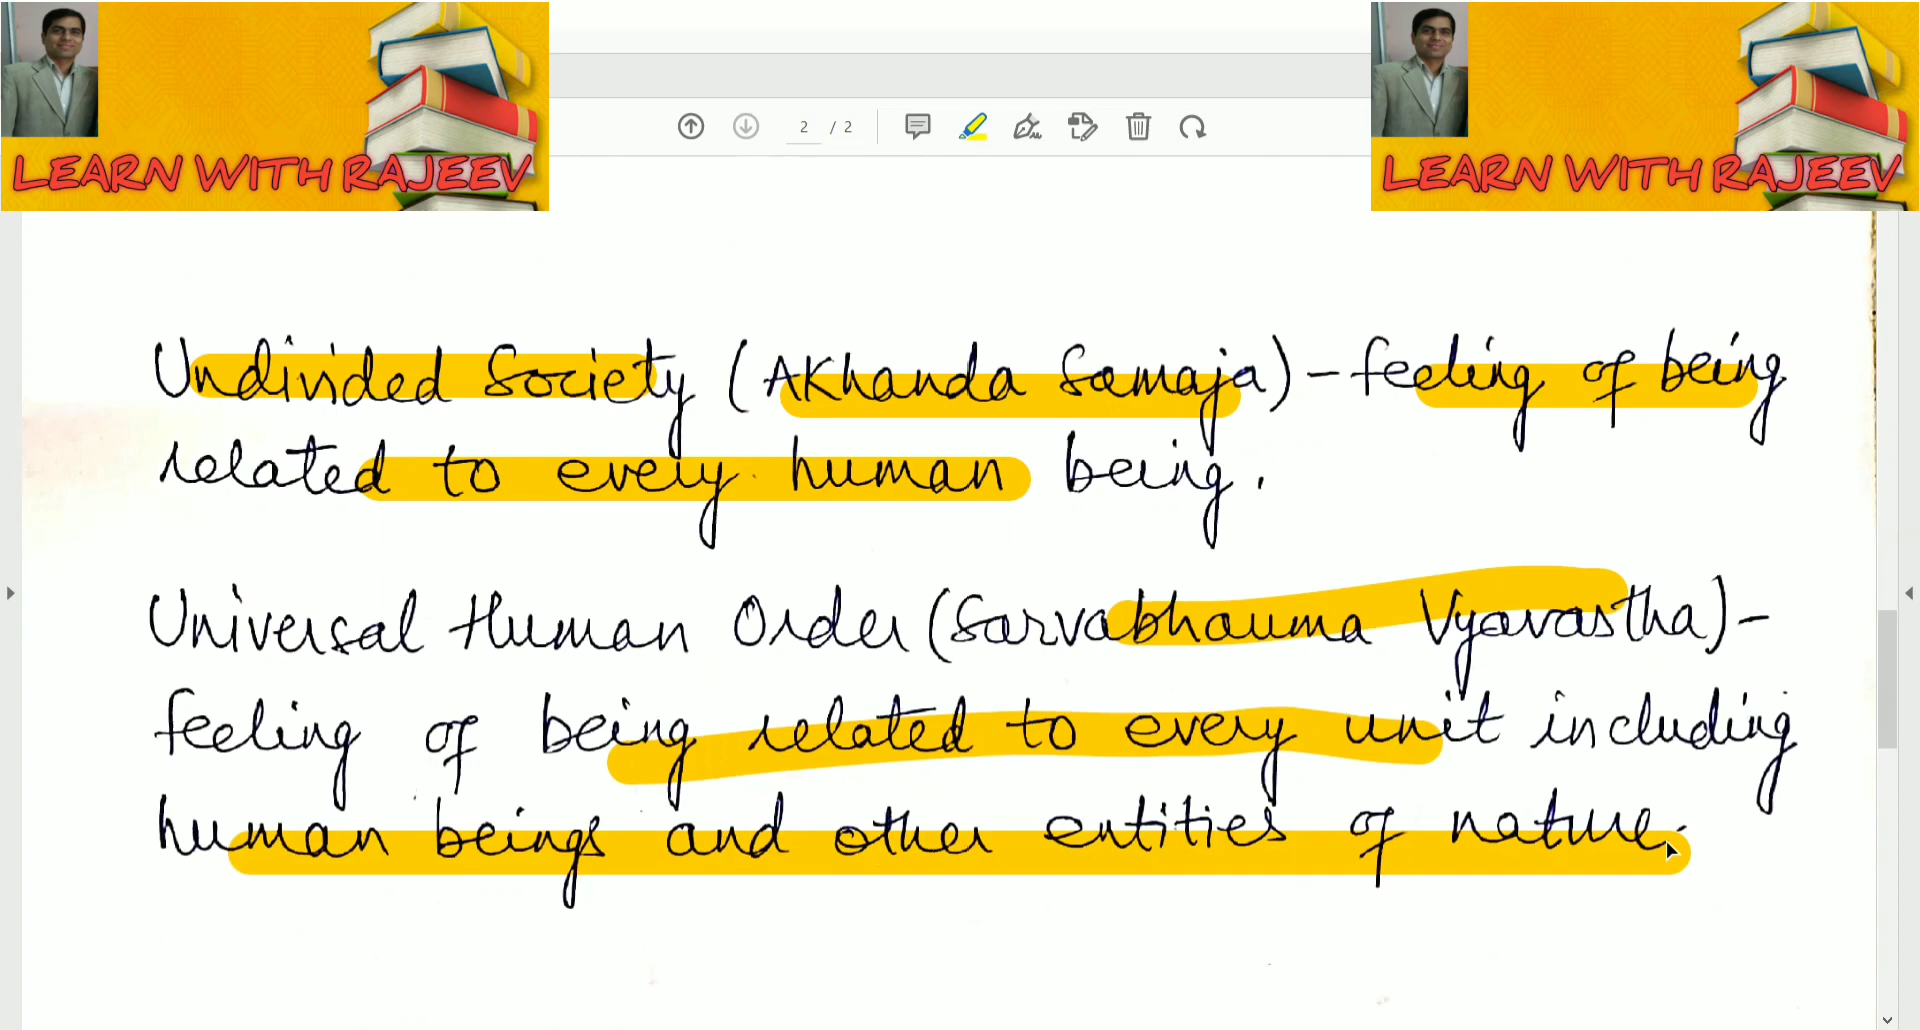 LEARN WITH RAJEEV
LEARN WITH RAJEEV
2 / 2
Undivided Society (AKhanda Samaja) - feeling of being
related to every human being.
Universal Human Order (Sarvabhauma Vyavastha) -
feeling of being related to every unit including
human beings and other entities of nature.